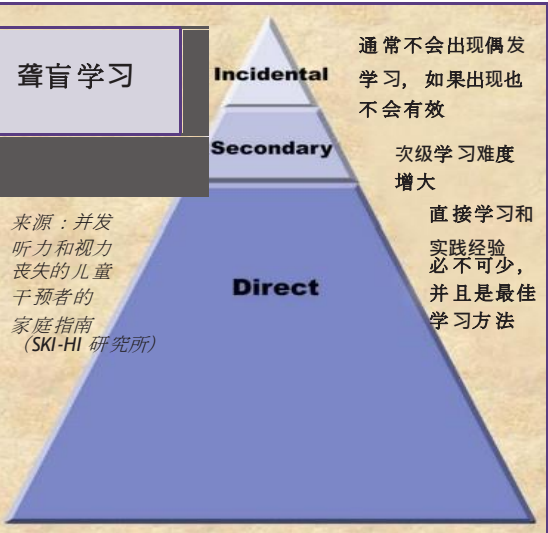 聋盲学习
Incidental
通常不会出现偶发
学习，如果出现也
不会有效
Secondary
次级学习难度
增大
Direct
直接学习和
实践经验
必不可少，
并且是最佳
学习方法
来源：并发
听力和视力
丧失的儿童
干预者的
家庭指南
（SKI-HI 研究所）